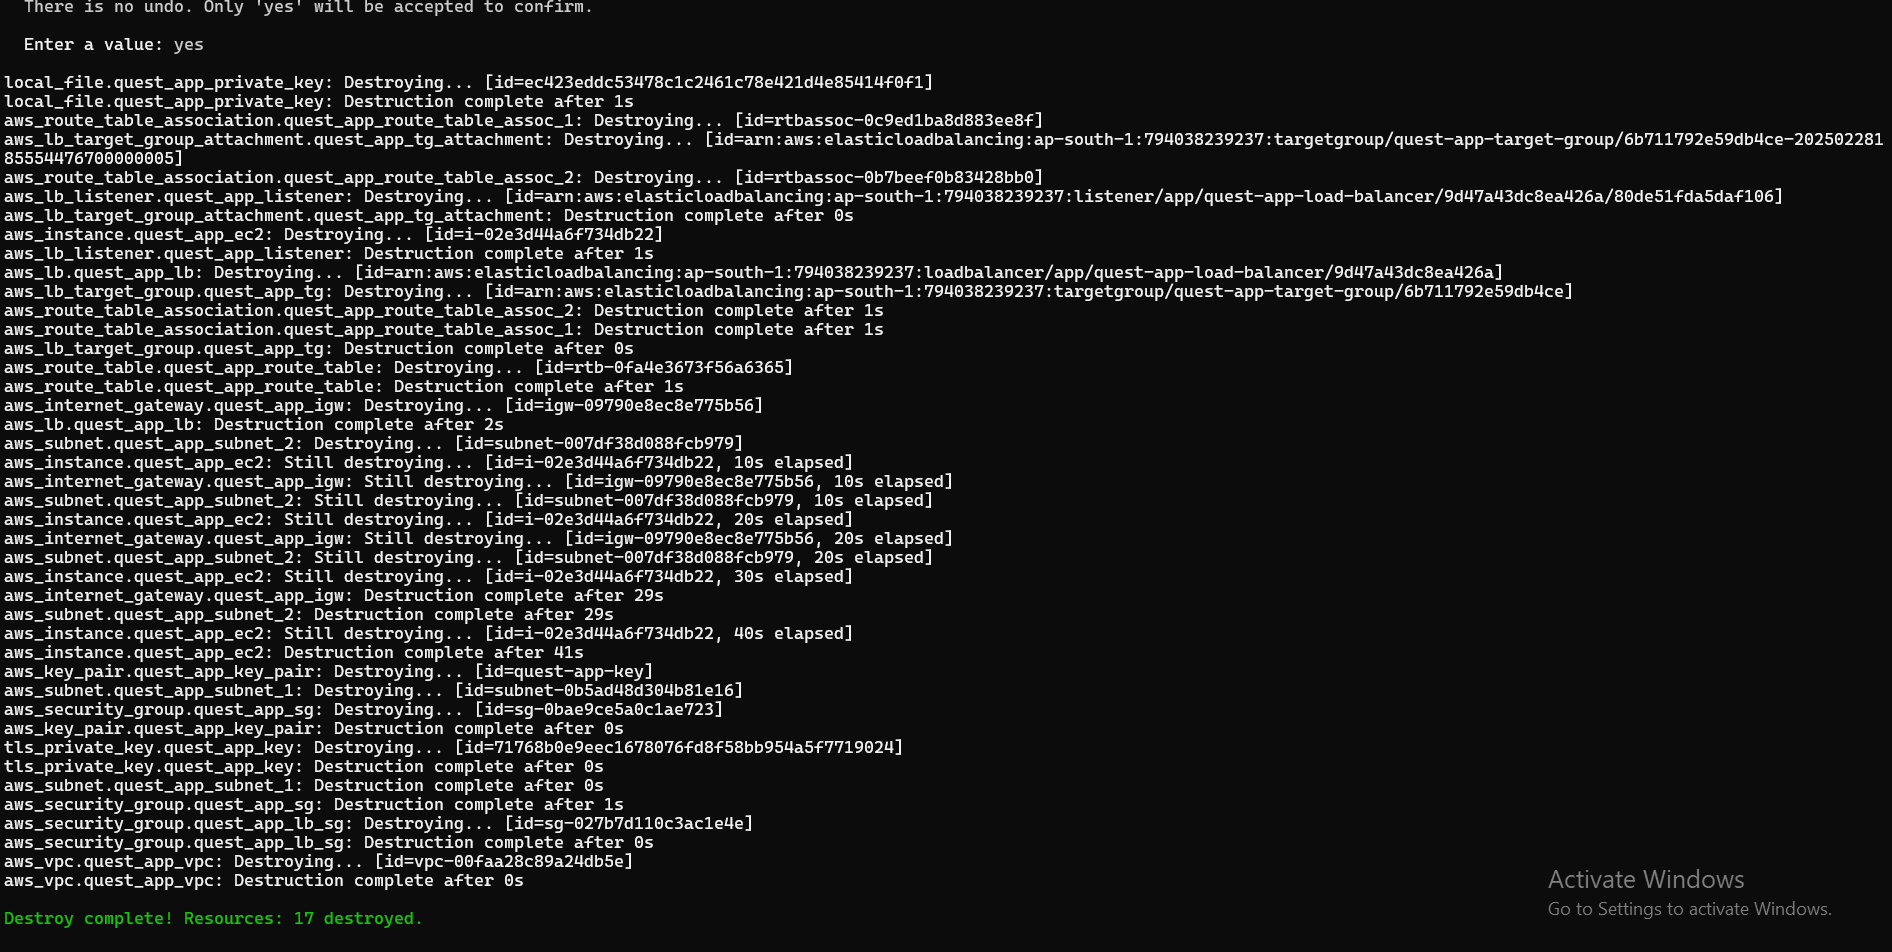 There is no undo. Only 'yes' will be accepted to confirm.
Enter a value: yes
local_file.quest_app_private_key: Destroying... [id=ec423eddc53478c1c2461c78e421d4e85414f0f1]
local_file.quest_app_private_key: Destruction complete after 1s
aws_route_table_association.quest_app_route_table_assoc_1: Destroying... [id=rtbassoc-0c9ed1ba8d883ee8f]
aws_lb_target_group_attachment.quest_app_tg_attachment: Destroying... [id=arn:aws:elasticloadbalancing:ap-south-1:794038239237:targetgroup/quest-app-target-group/6b711792e59db4ce-202502281
85554476700000005]
aws_route_table_association.quest_app_route_table_assoc_2: Destroying... [id=rtbassoc-0b7beef0b83428bb0]
aws_lb_listener.quest_app_listener: Destroying... [id=arn:aws:elasticloadbalancing:ap-south-1:794038239237:listener/app/quest-app-load-balancer/9d47a43dc8ea426a/80de51fda5daf106]
aws_lb_target_group_attachment.quest_app_tg_attachment: Destruction complete after 0s
aws_instance.quest_app_ec2: Destroying... [id=i-02e3d44a6f734db22]
aws_lb_listener.quest_app_listener: Destruction complete after 1s
aws_lb.quest_app_lb: Destroying... [id=arn:aws:elasticloadbalancing:ap-south-1:794038239237:loadbalancer/app/quest-app-load-balancer/9d47a43dc8ea426a]
aws_lb_target_group.quest_app_tg: Destroying... [id=arn:aws:elasticloadbalancing:ap-south-1:794038239237:targetgroup/quest-app-target-group/6b711792e59db4ce]
aws_route_table_association.quest_app_route_table_assoc_2: Destruction complete after 1s
aws_route_table_association.quest_app_route_table_assoc_1: Destruction complete after 1s
aws_lb_target_group.quest_app_tg: Destruction complete after 0s
aws_route_table.quest_app_route_table: Destroying... [id=rtb-0fa4e3673f56a6365]
aws_route_table.quest_app_route_table: Destruction complete after 1s
aws_internet_gateway.quest_app_igw: Destroying... [id=igw-09790e8ec8e775b56]
aws_lb.quest_app_lb: Destruction complete after 2s
aws_subnet.quest_app_subnet_2: Destroying... [id=subnet-007df38d088fcb979]
aws_instance.quest_app_ec2: Still destroying... [id=i-02e3d44a6f734db22, 10s elapsed]
aws_internet_gateway.quest_app_igw: Still destroying... [id=igw-09790e8ec8e775b56, 10s elapsed]
aws_subnet.quest_app_subnet_2: Still destroying... [id=subnet-007df38d088fcb979, 10s elapsed]
aws_instance.quest_app_ec2: Still destroying... [id=i-02e3d44a6f734db22, 20s elapsed]
aws_internet_gateway.quest_app_igw: Still destroying... [id=igw-09790e8ec8e775b56, 20s elapsed]
aws_subnet.quest_app_subnet_2: Still destroying... [id=subnet-007df38d088fcb979, 20s elapsed]
aws_instance.quest_app_ec2: Still destroying... [id=i-02e3d44a6f734db22, 30s elapsed]
aws_internet_gateway.quest_app_igw: Destruction complete after 29s
aws_subnet.quest_app_subnet_2: Destruction complete after 29s
aws_instance.quest_app_ec2: Still destroying... [id=i-02e3d44a6f734db22, 40s elapsed]
aws_instance.quest_app_ec2: Destruction complete after 41s
aws_key_pair.quest_app_key_pair: Destroying... [id=quest-app-key]
aws_subnet.quest_app_subnet_1: Destroying... [id=subnet-0b5ad48d304b81e16]
aws_security_group.quest_app_sg: Destroying... [id=sg-0bae9ce5a0c1ae723]
aws_key_pair.quest_app_key_pair: Destruction complete after 0s
tls_private_key.quest_app_key: Destroying... [id=71768b0e9eec1678076fd8f58bb954a5f7719024]
tls_private_key.quest_app_key: Destruction complete after 0s
aws_subnet.quest_app_subnet_1: Destruction complete after 0s
aws_security_group.quest_app_sg: Destruction complete after 1s
aws_security_group.quest_app_lb_sg: Destroying... [id=sg-027b7d110c3ac1e4e]
aws_security_group.quest_app_lb_sg: Destruction complete after 0s
aws_vpc.quest_app_vpc: Destroying... [id=vpc-00faa28c89a24db5e]
aws_vpc.quest_app_vpc: Destruction complete after 0s
Destroy complete! Resources: 17 destroyed.
Activate Windows
Go to Settings to activate Windows.